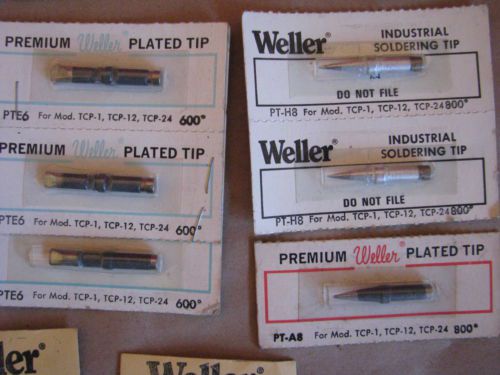 PREMIUM Weller® PLATED TIP
PTE6 For Mod. TCP-1, TCP-12, TCP-24 600°
PREMIUM Weller® PLATED TIP
PTE6 For Mod. TCP-1, TCP-12, TCP-24 600°
PTE6 For Mod. TCP-1, TCP-12, TCP-24 600°
Weller® INDUSTRIAL
SOLDERING TIP
DO NOT FILE
PT-H8 For Mod. TCP-1, TCP-12, TCP-24 800°
Weller® INDUSTRIAL
SOLDERING TIP
DO NOT FILE
PT-H8 For Mod. TCP-1, TCP-12, TCP-24 800°
PREMIUM Weller® PLATED TIP
PT-A8 For Mod. TCP-1, TCP-12, TCP-24 800°
ller®
Weller®